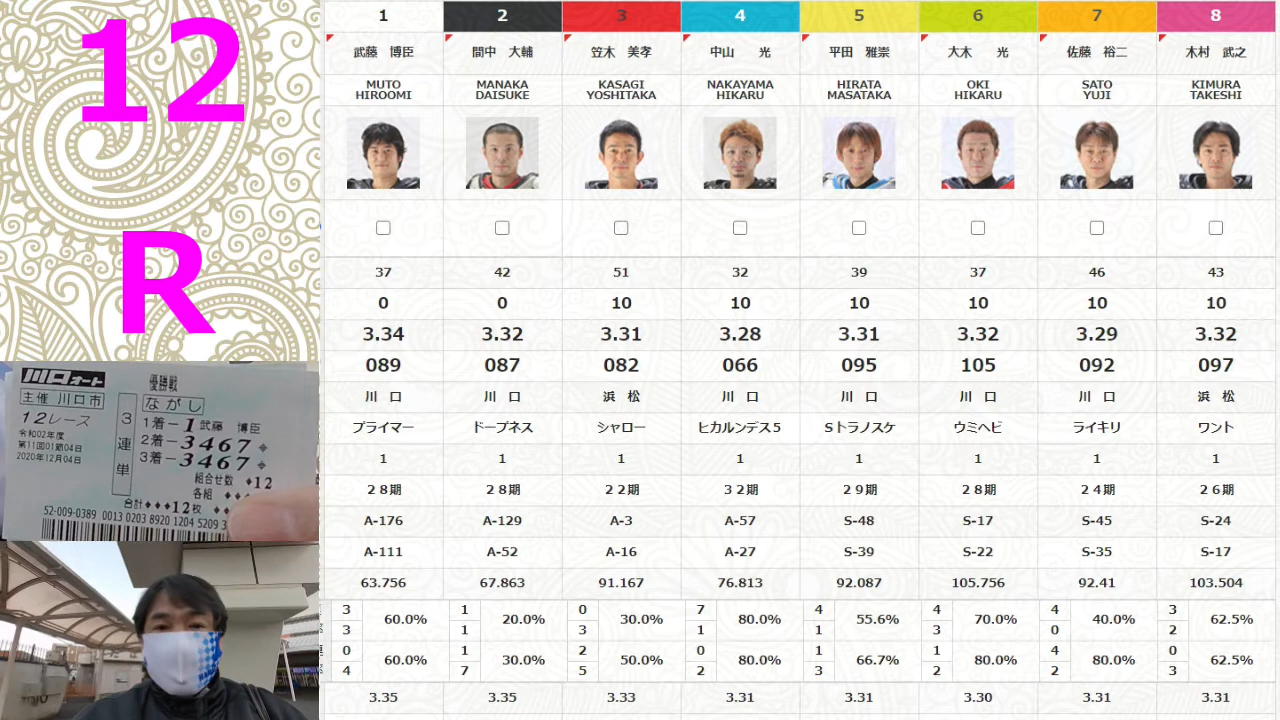 12
R
川口オート
優勝戦
主催 川口市
ながし
12レース
3連単
1着-1 武藤 博臣
2着-3467
3着-3467
令和02年度
第11回01節04日
2020年12月04日
組合せ数 12
各組
合計♦♦♦12枚
52-009-0389 0013 0203 8920 1204 5209 3
1 2 3 4 5 6 7 8
武藤 博臣 間中 大輔 笠木 美孝 中山 光 平田 雅崇 大木 光 佐藤 裕二 木村 武之
MUTO MANAKA KASAGI NAKAYAMA HIRATA OKI SATO KIMURA
HIROOMI DAISUKE YOSHITAKA HIKARU MASATAKA HIKARU YUJI TAKESHI
37 42 51 32 39 37 46 43
0 0 10 10 10 10 10 10
3.34 3.32 3.31 3.28 3.31 3.32 3.29 3.32
089 087 082 066 095 105 092 097
川 口 川 口 浜 松 川 口 川 口 川 口 川 口 浜 松
プライマー ドープネス シャロー ヒカルンデス5 Sトラノスケ ウミヘビ ライキリ ワント
1 1 1 1 1 1 1 1
28期 28期 22期 32期 29期 28期 24期 26期
A-176 A-129 A-3 A-57 S-48 S-17 S-45 S-24
A-111 A-52 A-16 A-27 S-39 S-22 S-35 S-17
63.756 67.863 91.167 76.813 92.087 105.756 92.41 103.504
3 1 0 7 4 4 4 3
60.0% 20.0% 30.0% 80.0% 55.6% 70.0% 40.0% 62.5%
3 1 3 1 1 3 0 2
0 1 2 0 1 1 4 0
60.0% 30.0% 50.0% 80.0% 66.7% 80.0% 80.0% 62.5%
4 7 5 2 3 2 2 3
3.35 3.35 3.33 3.31 3.31 3.30 3.31 3.31